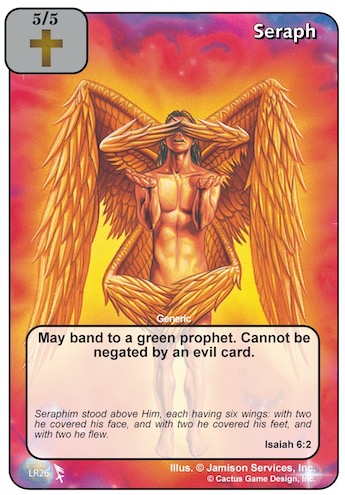 5/5
Seraph
Generic
May band to a green prophet. Cannot be
negated by an evil card.
Seraphim stood above Him, each having six wings: with two
he covered his face, and with two he covered his feet, and
with two he flew.
Isaiah 6:2
LR26
Illus. © Jamison Services, Inc.
© Cactus Game Design, Inc.